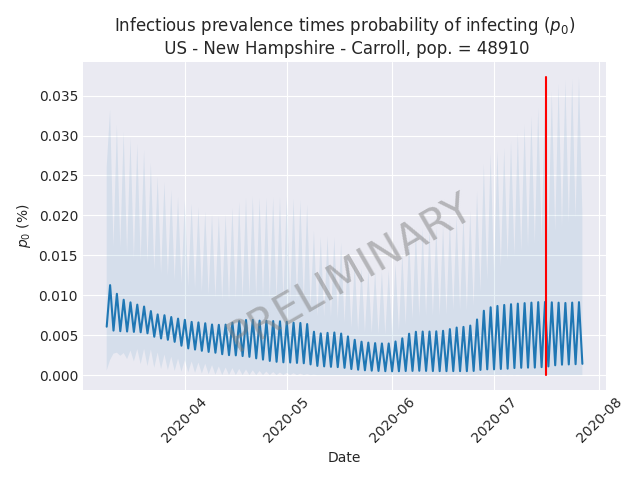 Infectious prevalence times probability of infecting (p₀)
US - New Hampshire - Carroll, pop. = 48910
0.035
0.030
0.025
0.020
0.015
0.010
0.005
0.000
p₀ (%)
PRELIMINARY
2020-04
2020-05
2020-06
2020-07
2020-08
Date